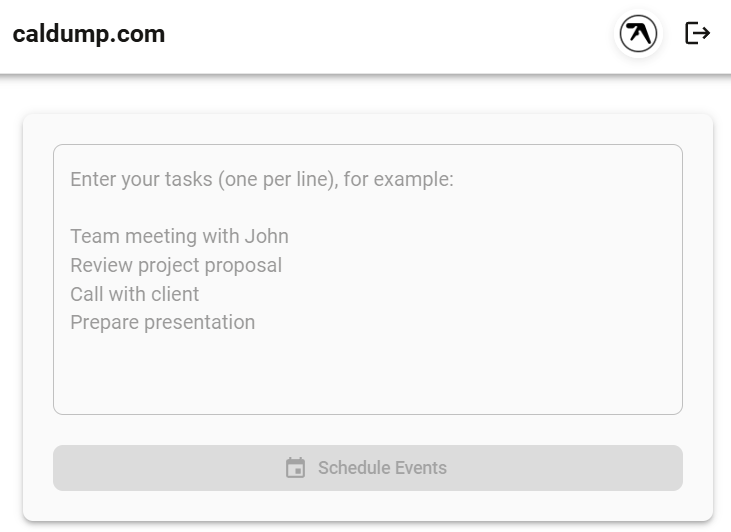 caldump.com
Enter your tasks (one per line), for example:
Team meeting with John
Review project proposal
Call with client
Prepare presentation
Schedule Events